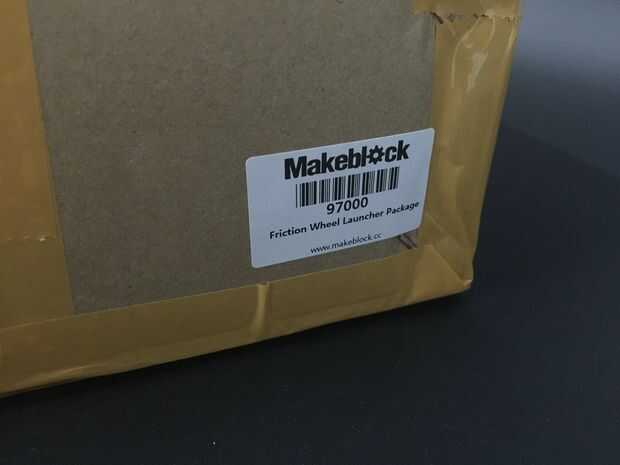 Makeblock
97000
Friction Wheel Launcher Package
www.makeblock.cc